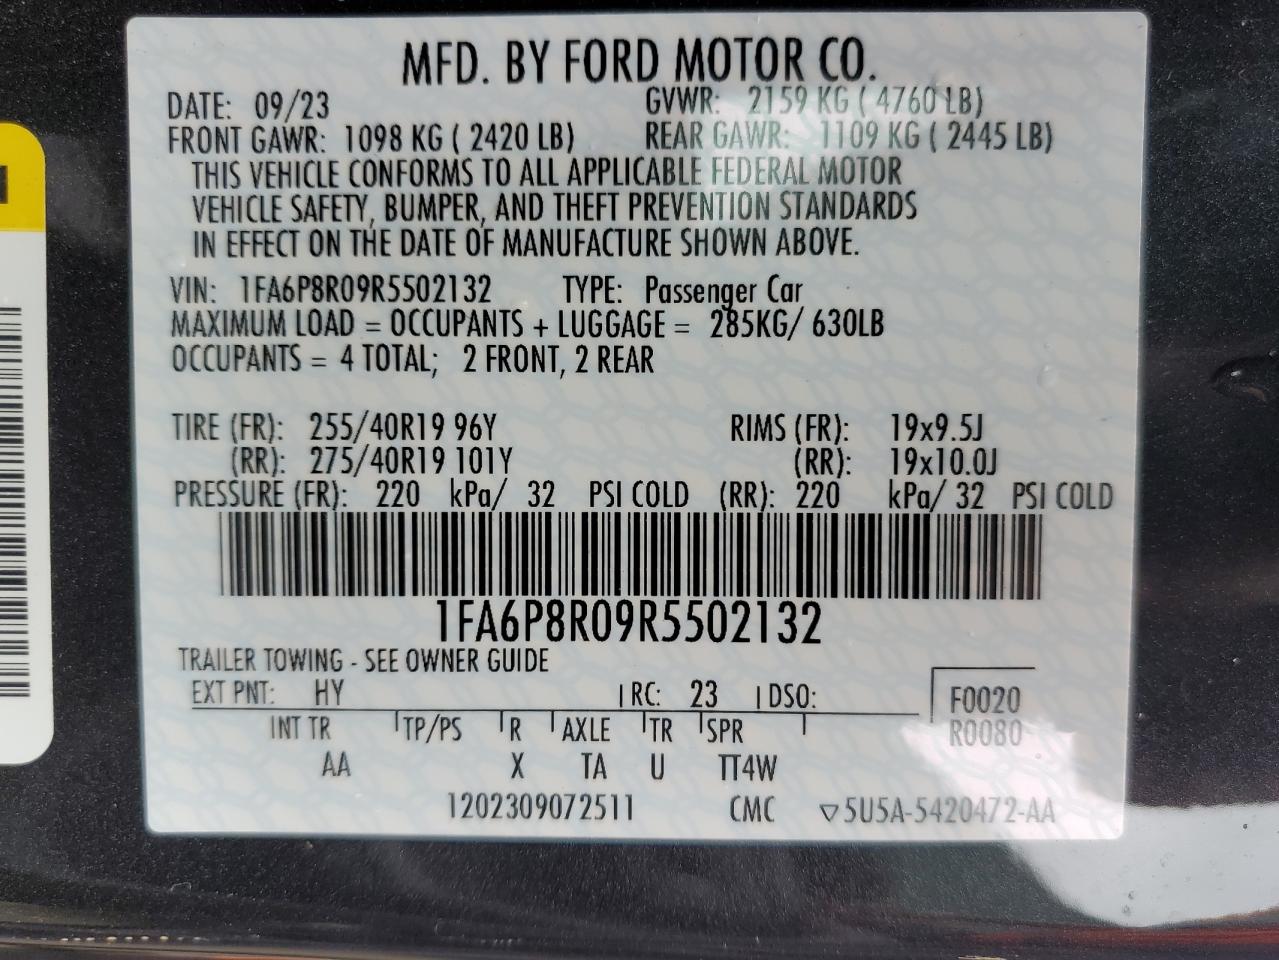 MFD. BY FORD MOTOR CO.
DATE: 09/23 GVWR: 2159 KG ( 4760 LB)
FRONT GAWR: 1098 KG ( 2420 LB) REAR GAWR: 1109 KG ( 2445 LB)
THIS VEHICLE CONFORMS TO ALL APPLICABLE FEDERAL MOTOR
VEHICLE SAFETY, BUMPER, AND THEFT PREVENTION STANDARDS
IN EFFECT ON THE DATE OF MANUFACTURE SHOWN ABOVE.
VIN: 1FA6P8R09R5502132 TYPE: Passenger Car
MAXIMUM LOAD = OCCUPANTS + LUGGAGE = 285KG/ 630LB
OCCUPANTS = 4 TOTAL; 2 FRONT, 2 REAR
TIRE (FR): 255/40R19 96Y RIMS (FR): 19x9.5J
(RR): 275/40R19 101Y (RR): 19x10.0J
PRESSURE (FR): 220 kPa/ 32 PSI COLD (RR): 220 kPa/ 32 PSI COLD
1FA6P8R09R5502132
TRAILER TOWING - SEE OWNER GUIDE
EXT PNT: HY RC: 23 DSO: F0020
INT TR TP/PS R AXLE TR SPR R0080
AA X TA U TT4W
1202309072511 CMC ▽5U5A-5420472-AA